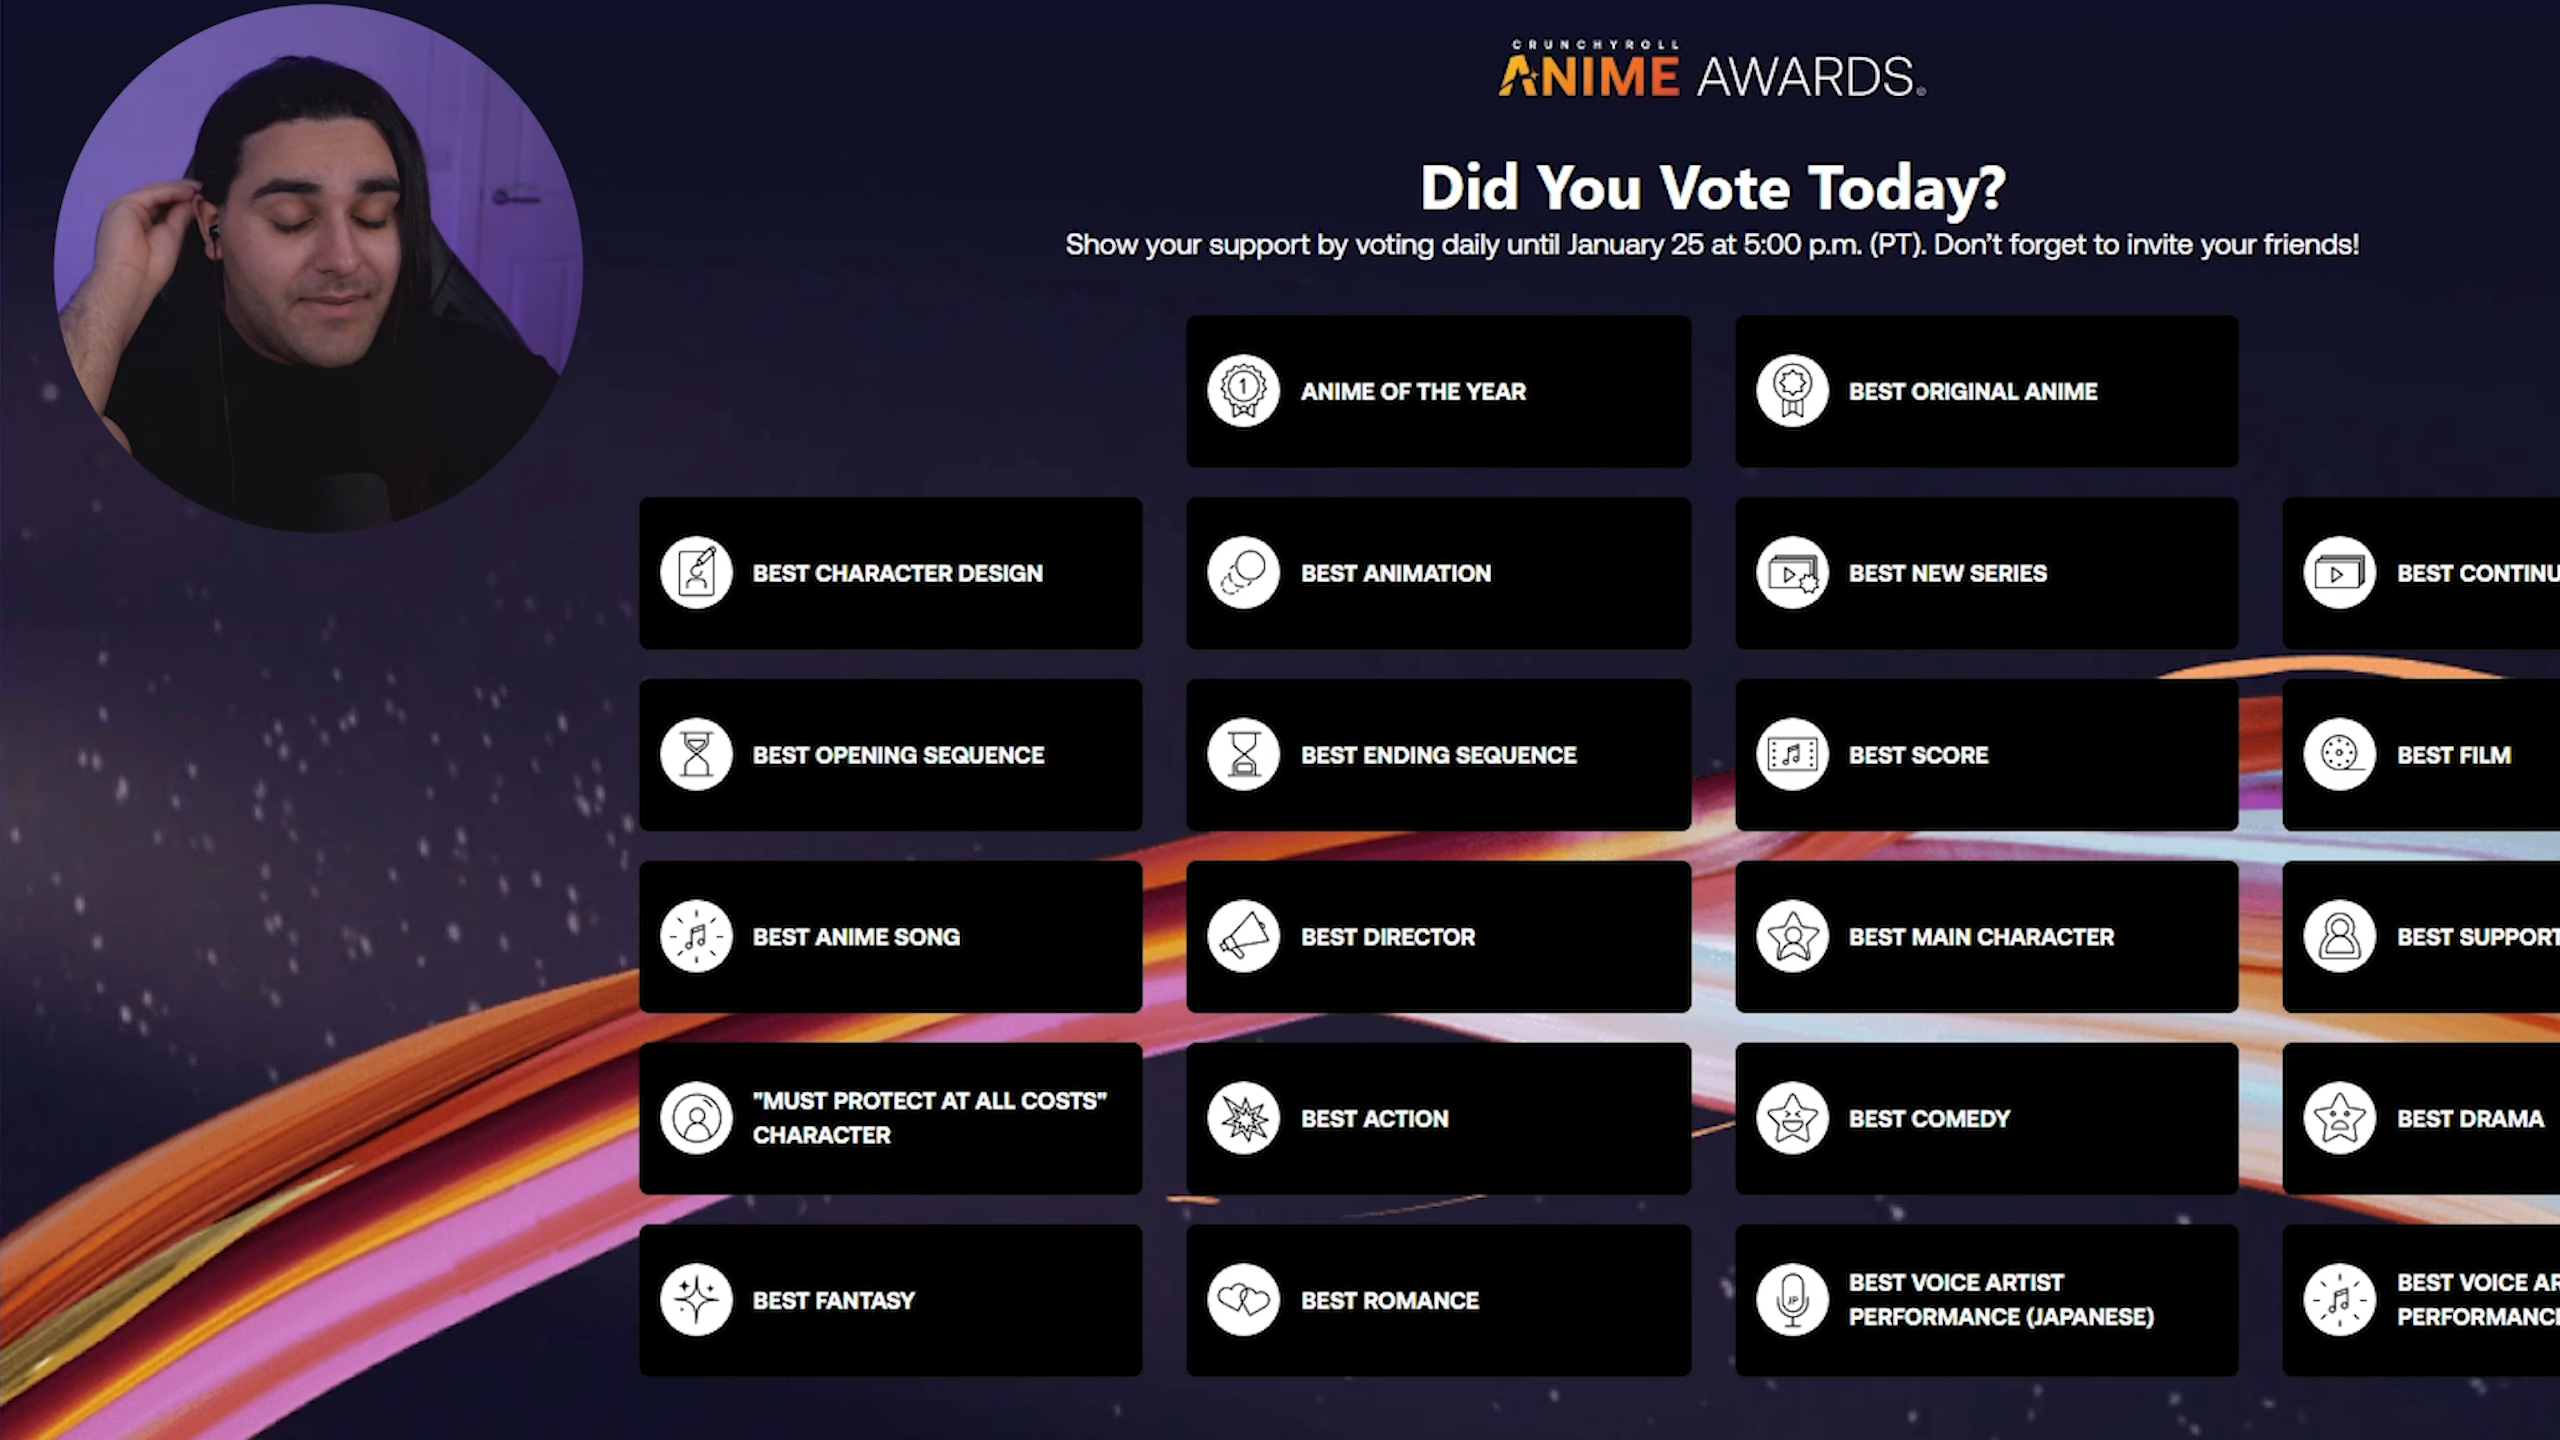 CRUNCHYROLL
ANIME AWARDS
Did You Vote Today?
Show your support by voting daily until January 25 at 5:00 p.m. (PT). Don't forget to invite your friends!
1
ANIME OF THE YEAR
BEST ORIGINAL ANIME
BEST CHARACTER DESIGN
BEST ANIMATION
BEST NEW SERIES
BEST CONTINU
BEST OPENING SEQUENCE
BEST ENDING SEQUENCE
BEST SCORE
BEST FILM
BEST ANIME SONG
BEST DIRECTOR
BEST MAIN CHARACTER
BEST SUPPORT
"MUST PROTECT AT ALL COSTS"
CHARACTER
BEST ACTION
BEST COMEDY
BEST DRAMA
BEST FANTASY
BEST ROMANCE
JP
BEST VOICE ARTIST
PERFORMANCE (JAPANESE)
BEST VOICE AR
PERFORMANCE